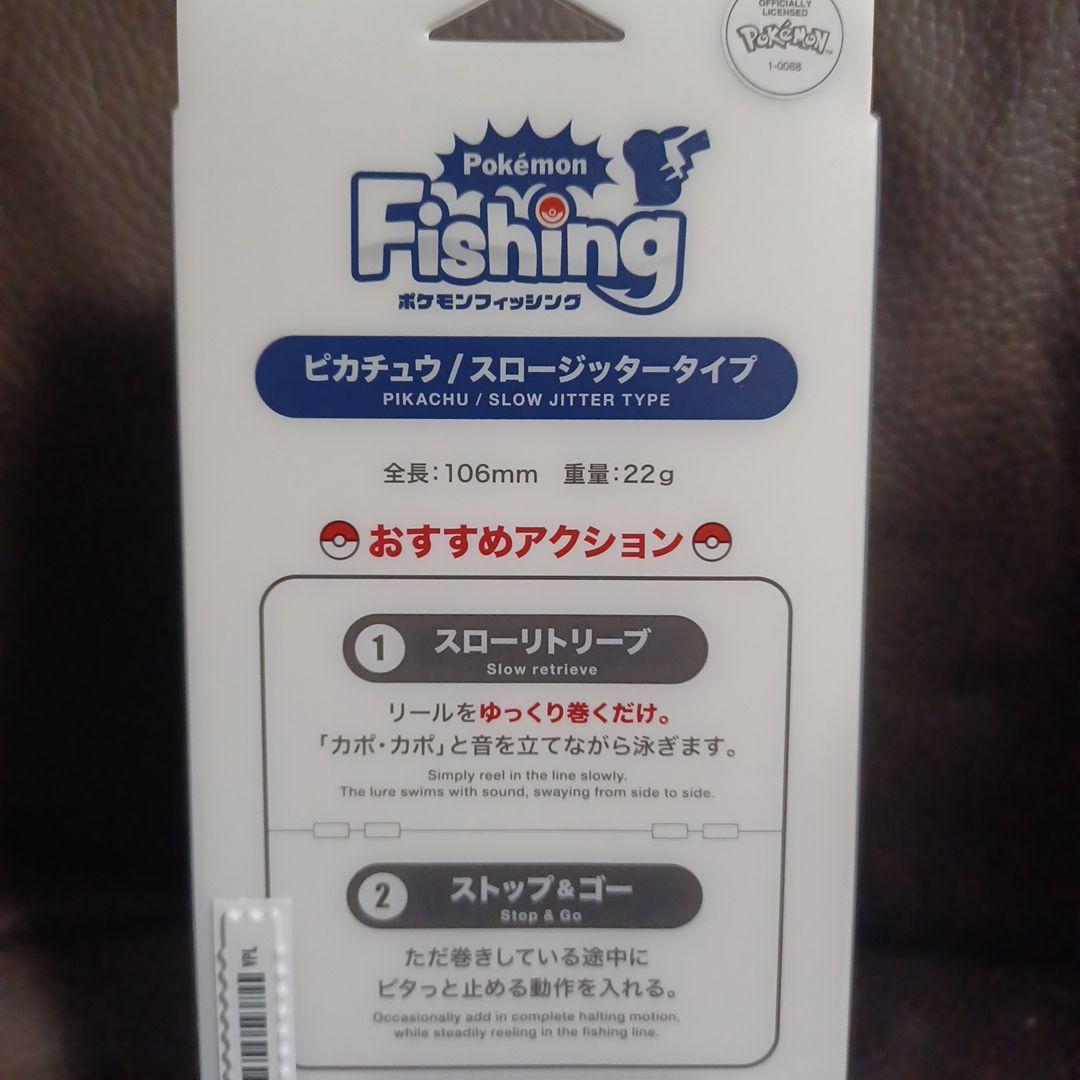 OFFICIALLY
LICENSED
Pokémon
1-0088
Pokémon
Fishing
ポケモンフィッシング
ピカチュウ/スロージッタータイプ
PIKACHU / SLOW JITTER TYPE
全長:106mm 重量:22g
おすすめアクション
1 スローリトリーブ
Slow retrieve
リールをゆっくり巻くだけ。
「カポ・カポ」と音を立てながら泳ぎます。
Simply reel in the line slowly.
The lure swims with sound, swaying from side to side.
2 ストップ&ゴー
Stop & Go
ただ巻きしている途中に
ピタっと止める動作を入れる。
Occasionally add in complete halting motion,
while steadily reeling in the fishing line.
VPL